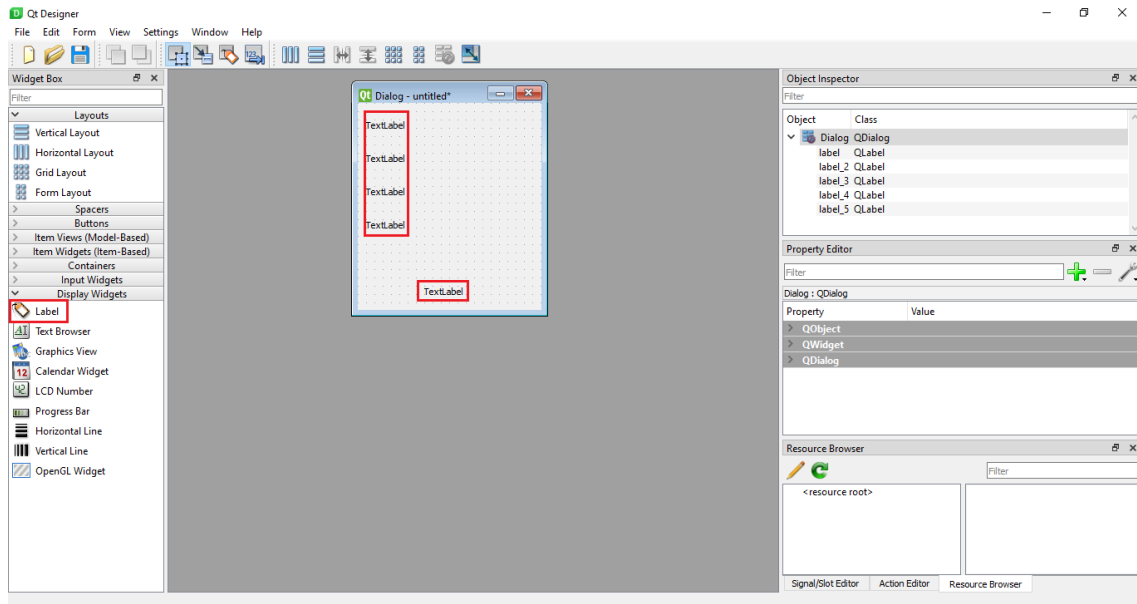 Qt Designer
File Edit Form View Settings Window Help
Widget Box
Filter
Layouts
Vertical Layout
Horizontal Layout
Grid Layout
Form Layout
Spacers
Buttons
Item Views (Model-Based)
Item Widgets (Item-Based)
Containers
Input Widgets
Display Widgets
Label
Text Browser
Graphics View
Calendar Widget
LCD Number
Progress Bar
Horizontal Line
Vertical Line
OpenGL Widget
Dialog - untitled*
TextLabel
TextLabel
TextLabel
TextLabel
TextLabel
Object Inspector
Filter
Object Class
Dialog QDialog
label QLabel
label_2 QLabel
label_3 QLabel
label_4 QLabel
label_5 QLabel
Property Editor
Filter
Dialog : QDialog
Property Value
QObject
QWidget
QDialog
Resource Browser
Filter
<resource root>
Signal/Slot Editor Action Editor Resource Browser